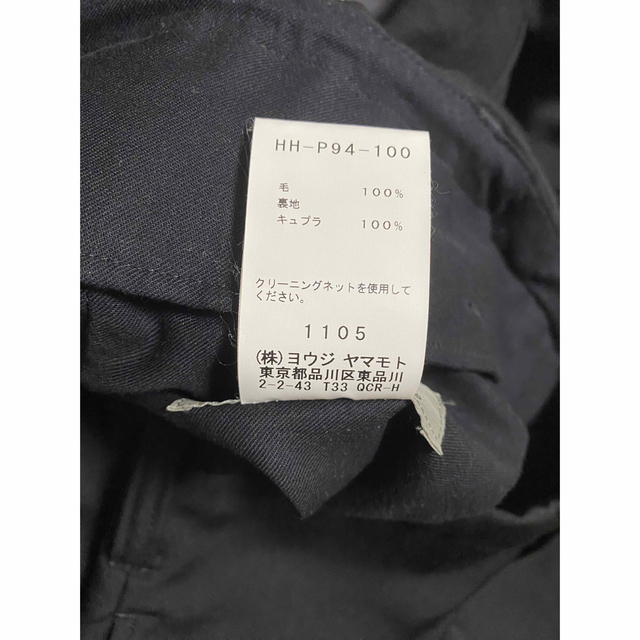 HH-P94-100
毛 100%
裏地
キュプラ 100%
クリーニングネットを使用して
ください。
1105
(株)ヨウジ ヤマモト
東京都品川区東品川
2-2-43 T33 QCR-H